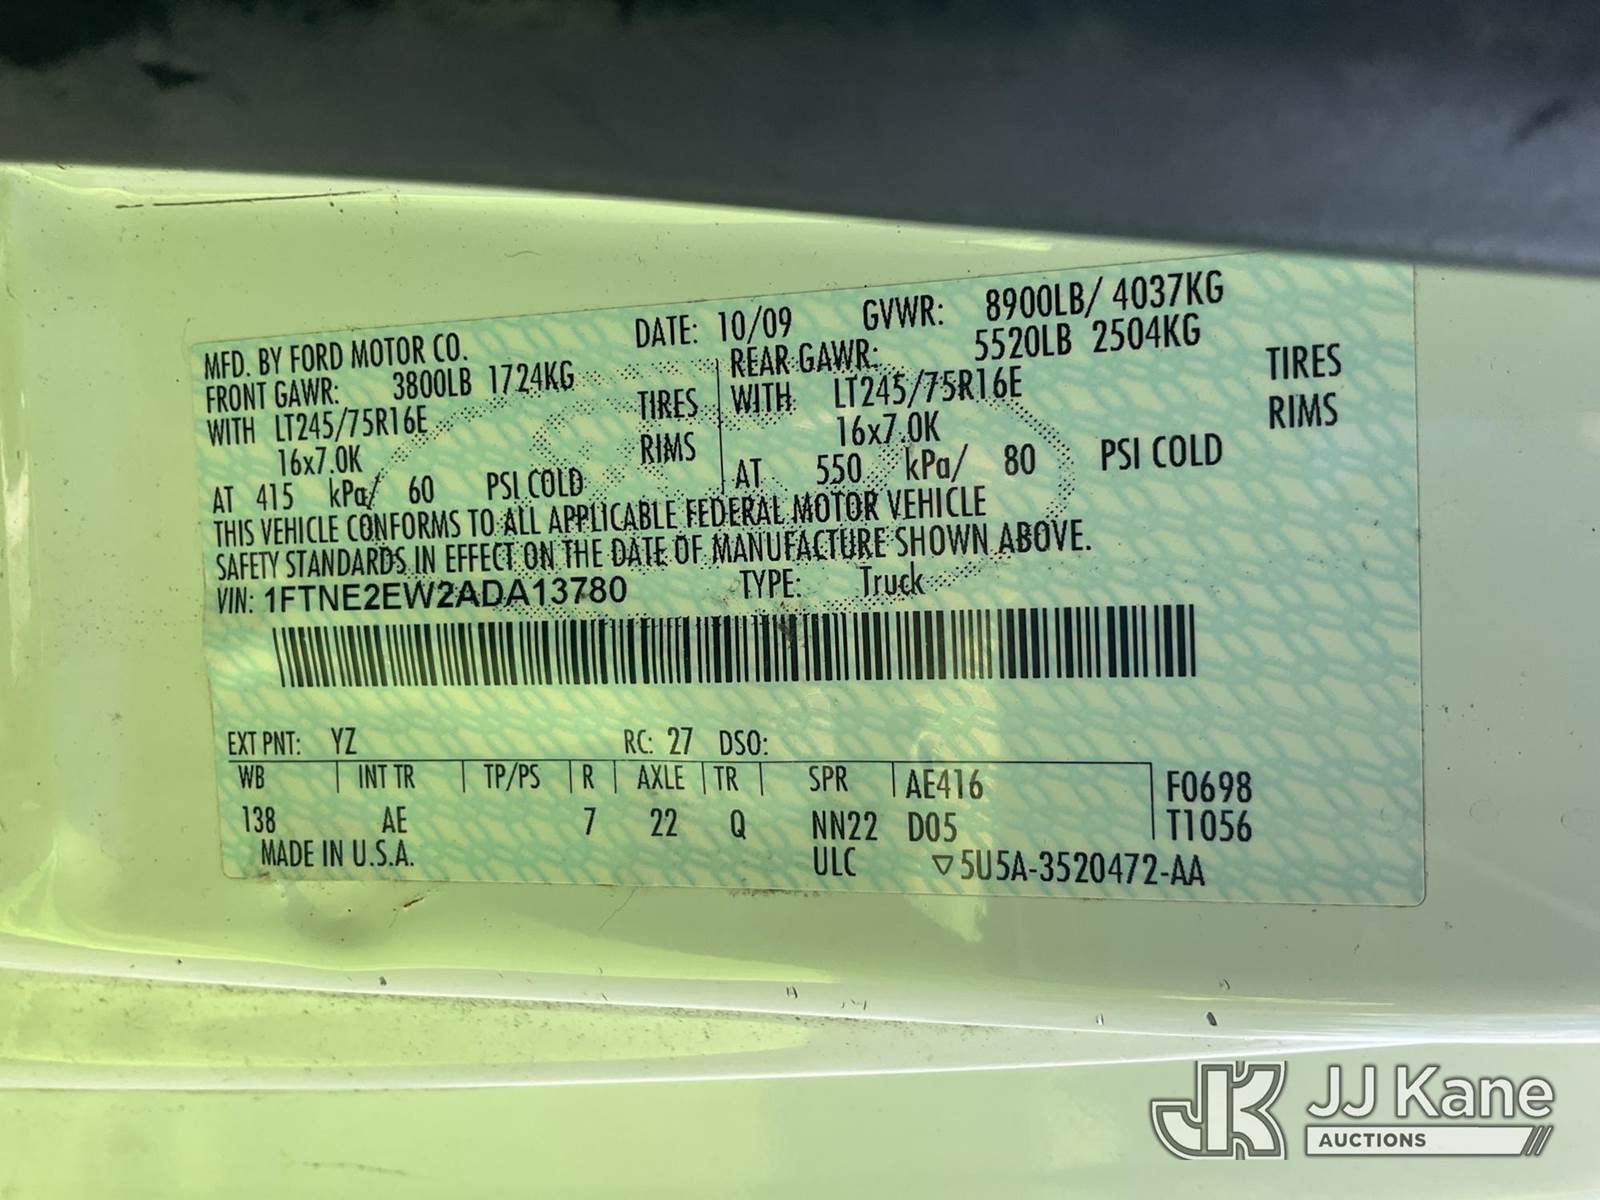 MFD. BY FORD MOTOR CO. DATE: 10/09 GVWR: 8900LB/ 4037KG
FRONT GAWR: 3800LB 1724KG REAR GAWR: 5520LB 2504KG
WITH LT245/75R16E TIRES WITH LT245/75R16E TIRES
16x7.0K RIMS 16x7.0K RIMS
AT 415 kPa/ 60 PSI COLD AT 550 kPa/ 80 PSI COLD
THIS VEHICLE CONFORMS TO ALL APPLICABLE FEDERAL MOTOR VEHICLE
SAFETY STANDARDS IN EFFECT ON THE DATE OF MANUFACTURE SHOWN ABOVE.
VIN: 1FTNE2EW2ADA13780 TYPE: Truck
EXT PNT: YZ RC: 27 DSO:
WB INT TR TP/PS R AXLE TR SPR AE416 F0698
138 AE 7 22 Q NN22 D05 T1056
MADE IN U.S.A. ULC ▽5U5A-3520472-AA
JK JJ Kane
AUCTIONS